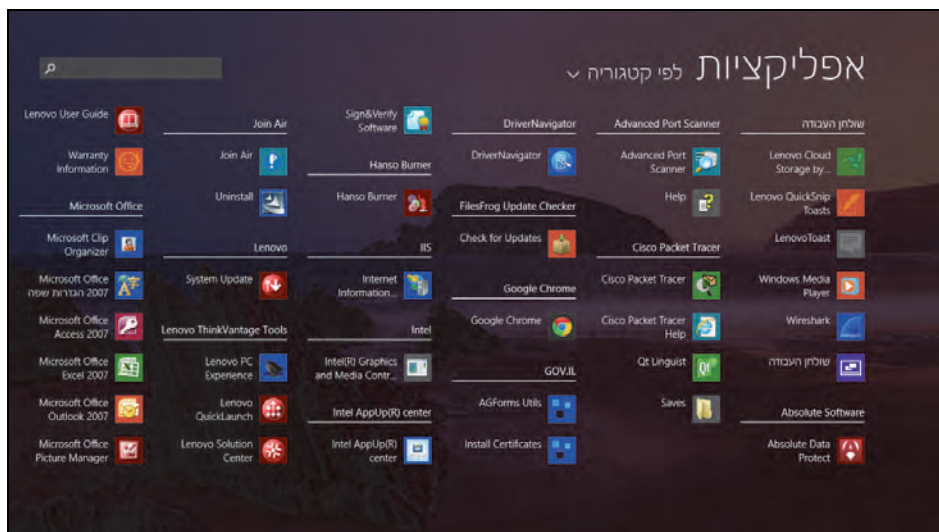 אפליקציות לפי קטגוריה
שולחן העבודה
Lenovo Cloud
Storage by...
Lenovo QuickSnip
Toasts
LenovoToast
Windows Media
Player
Wireshark
שולחן העבודה
Absolute Software
Absolute Data
Protect
Advanced Port Scanner
Advanced Port
Scanner
Help
Cisco Packet Tracer
Cisco Packet Tracer
Cisco Packet Tracer
Help
Qt Linguist
Saves
DriverNavigator
DriverNavigator
FilesFrog Update Checker
Check for Updates
Google Chrome
Google Chrome
GOV.IL
AGForms Utils
Install Certificates
Sign&Verify
Software
Hanso Burner
Hanso Burner
IIS
Internet
Information...
Intel
Intel(R) Graphics
and Media Contr...
Intel AppUp(R) center
Intel AppUp(R)
center
Join Air
Join Air
Uninstall
Lenovo
System Update
Lenovo ThinkVantage Tools
Lenovo PC
Experience
Lenovo
QuickLaunch
Lenovo Solution
Center
Lenovo User Guide
Warranty
Information
Microsoft Office
Microsoft Clip
Organizer
Microsoft Office
2007 הגדרות שפה
Microsoft Office
Access 2007
Microsoft Office
Excel 2007
Microsoft Office
Outlook 2007
Microsoft Office
Picture Manager